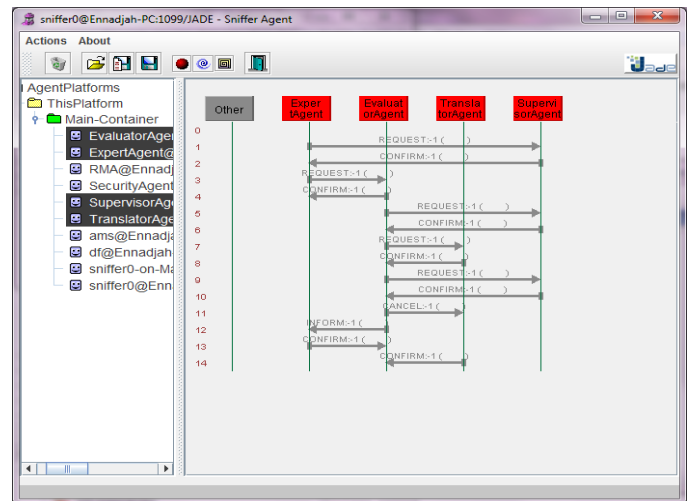 sniffer0@Ennadjah-PC:1099/JADE - Sniffer Agent
Actions About
Jade
AgentPlatforms
ThisPlatform
Main-Container
EvaluatorAger
ExpertAgent@
RMA@Ennadj
SecurityAgent
SupervisorAg
TranslatorAge
ams@Ennadja
df@Ennadjah-
sniffer0-on-Ma
sniffer0@Enn
Other
Exper
tAgent
Evaluat
orAgent
Transla
torAgent
Supervi
sorAgent
0
1 REQUEST:-1 ( )
2 CONFIRM:-1 ( )
3 REQUEST:-1 ( )
4 CONFIRM:-1 ( )
5 REQUEST:-1 ( )
6 CONFIRM:-1 ( )
7 REQUEST:-1 ( )
8 CONFIRM:-1 ( )
9 REQUEST:-1 ( )
10 CONFIRM:-1 ( )
11 CANCEL:-1 ( )
12 INFORM:-1 ( )
13 CONFIRM:-1 ( )
14 CONFIRM:-1 ( )